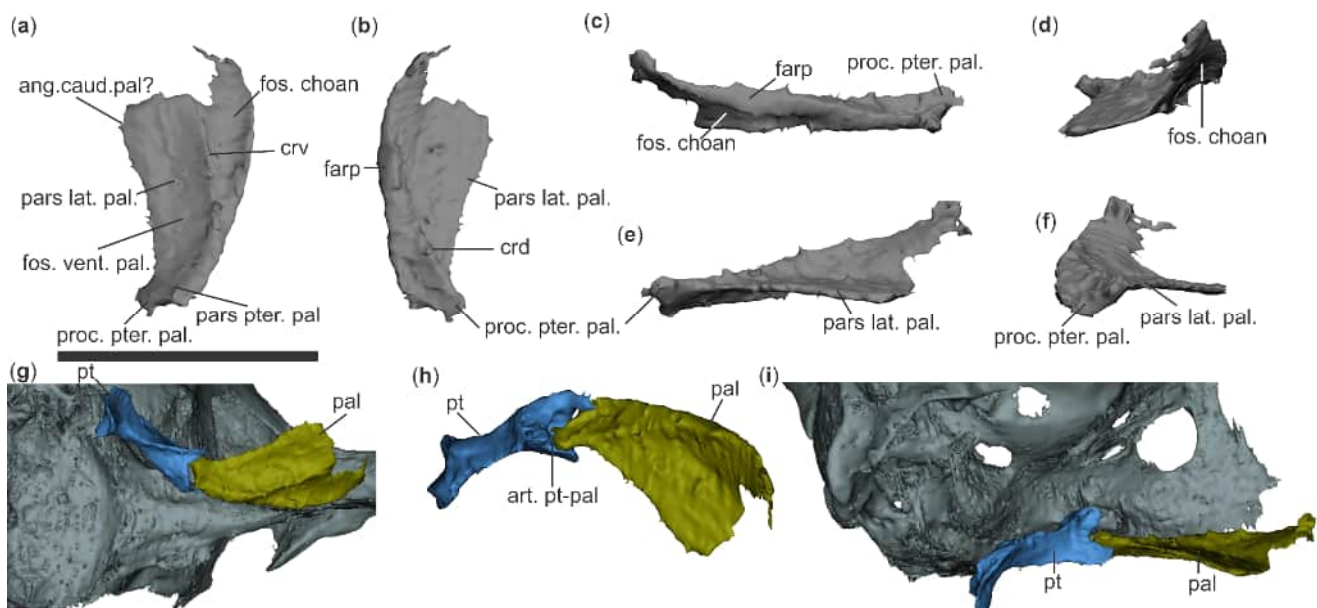 (a)
ang.caud.pal?
fos. choan
crv
pars lat. pal.
fos. vent. pal.
pars pter. pal
proc. pter. pal.
(b)
farp
pars lat. pal.
crd
proc. pter. pal.
(c)
proc. pter. pal.
farp
fos. choan
(d)
fos. choan
(e)
pars lat. pal.
(f)
pars lat. pal.
proc. pter. pal.
(g)
pt
pal
(h)
pt
pal
art. pt-pal
(i)
pt
pal